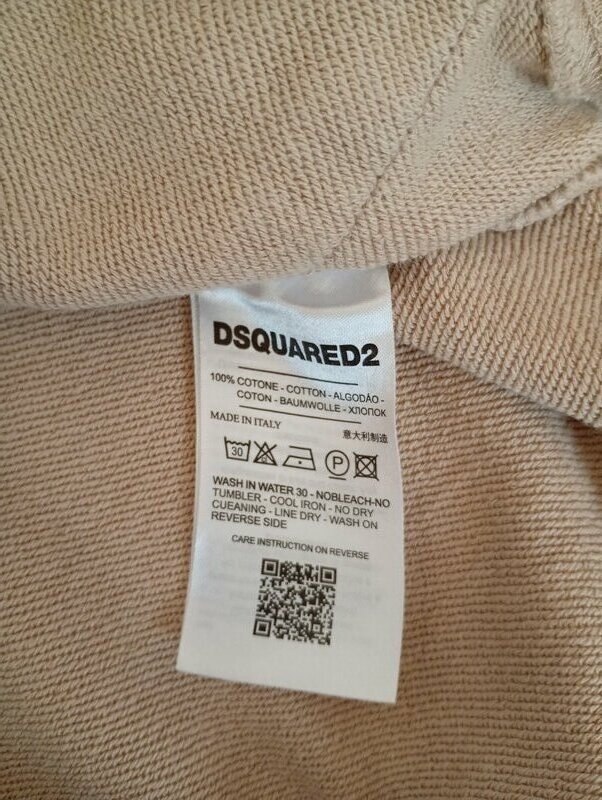 DSQUARED2
100% COTONE - COTTON - ALGODÃO -
COTON - BAUMWOLLE - ХЛОПОК
MADE IN ITALY 意大利制造
30 P
WASH IN WATER 30 - NOBLEACH-NO
TUMBLER - COOL IRON - NO DRY
CUEANING - LINE DRY - WASH ON
REVERSE SIDE
CARE INSTRUCTION ON REVERSE